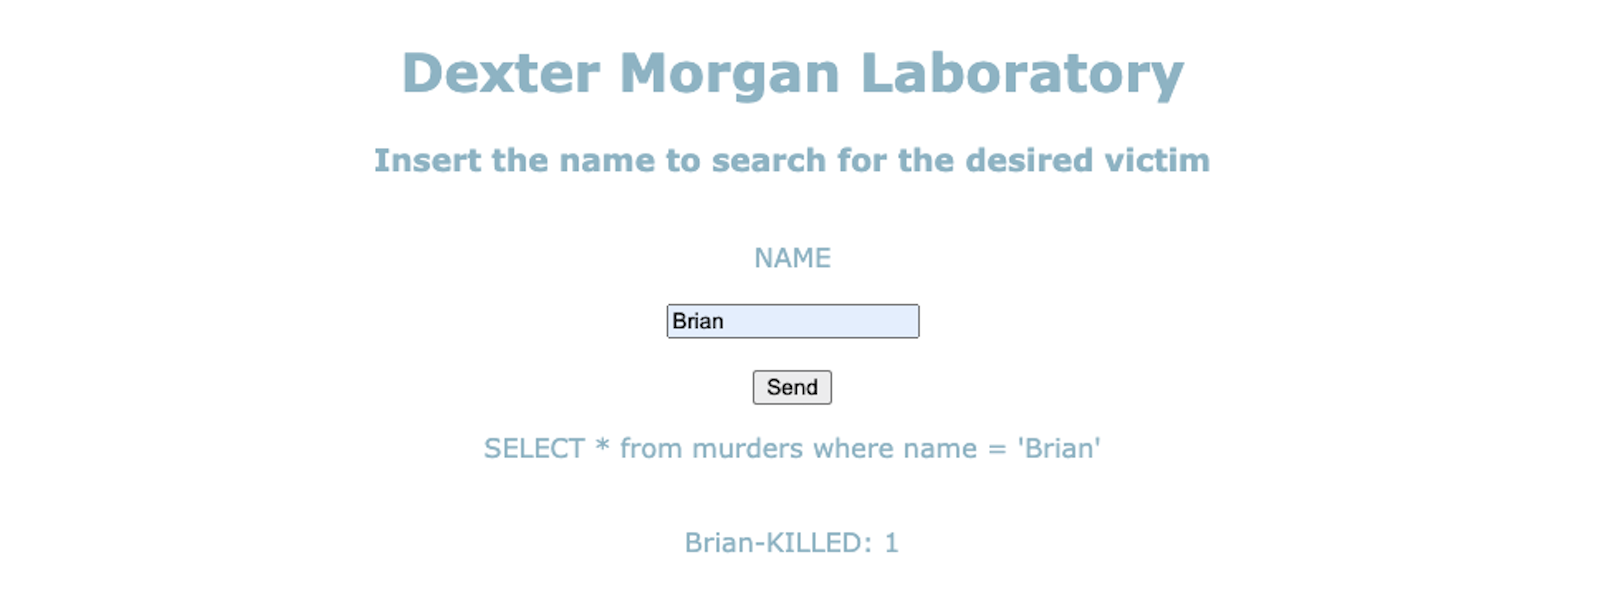 Dexter Morgan Laboratory
Insert the name to search for the desired victim
NAME
Brian
Send
SELECT * from murders where name = 'Brian'
Brian-KILLED: 1